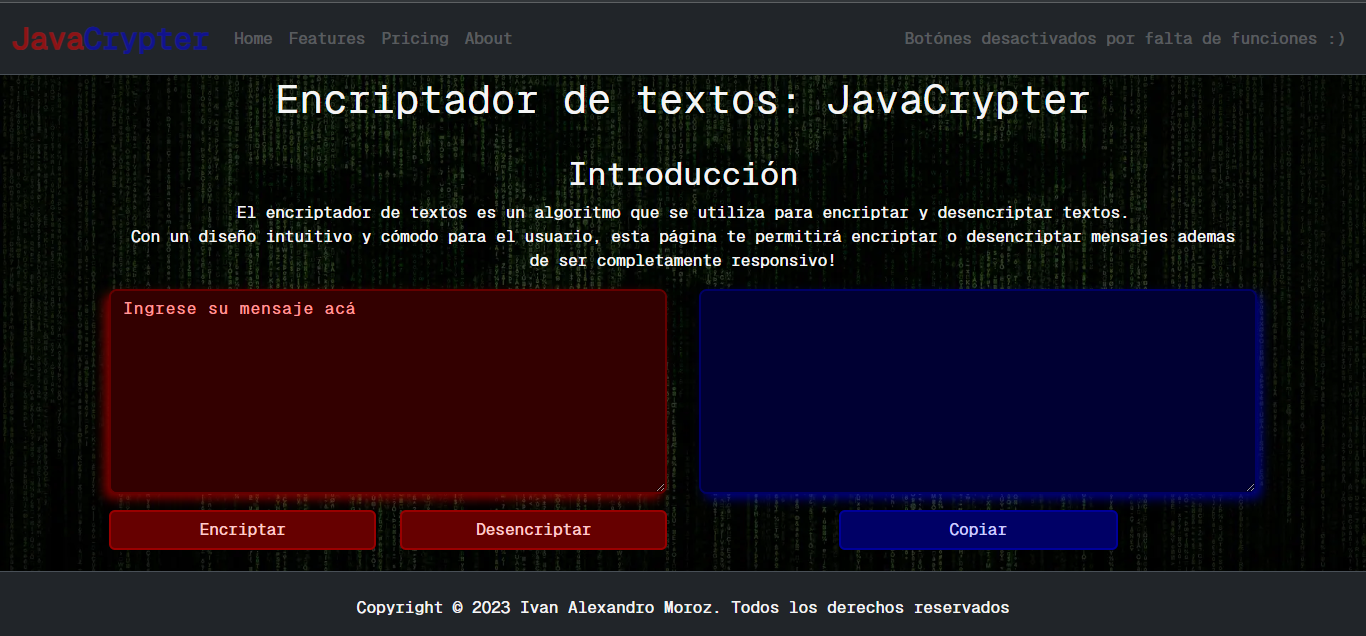 JavaCrypter Home Features Pricing About Botónes desactivados por falta de funciones :)
Encriptador de textos: JavaCrypter
Introducción
El encriptador de textos es un algoritmo que se utiliza para encriptar y desencriptar textos.
Con un diseño intuitivo y cómodo para el usuario, esta página te permitirá encriptar o desencriptar mensajes ademas
de ser completamente responsivo!
Ingrese su mensaje acá
Encriptar Desencriptar Copiar
Copyright © 2023 Ivan Alexandro Moroz. Todos los derechos reservados